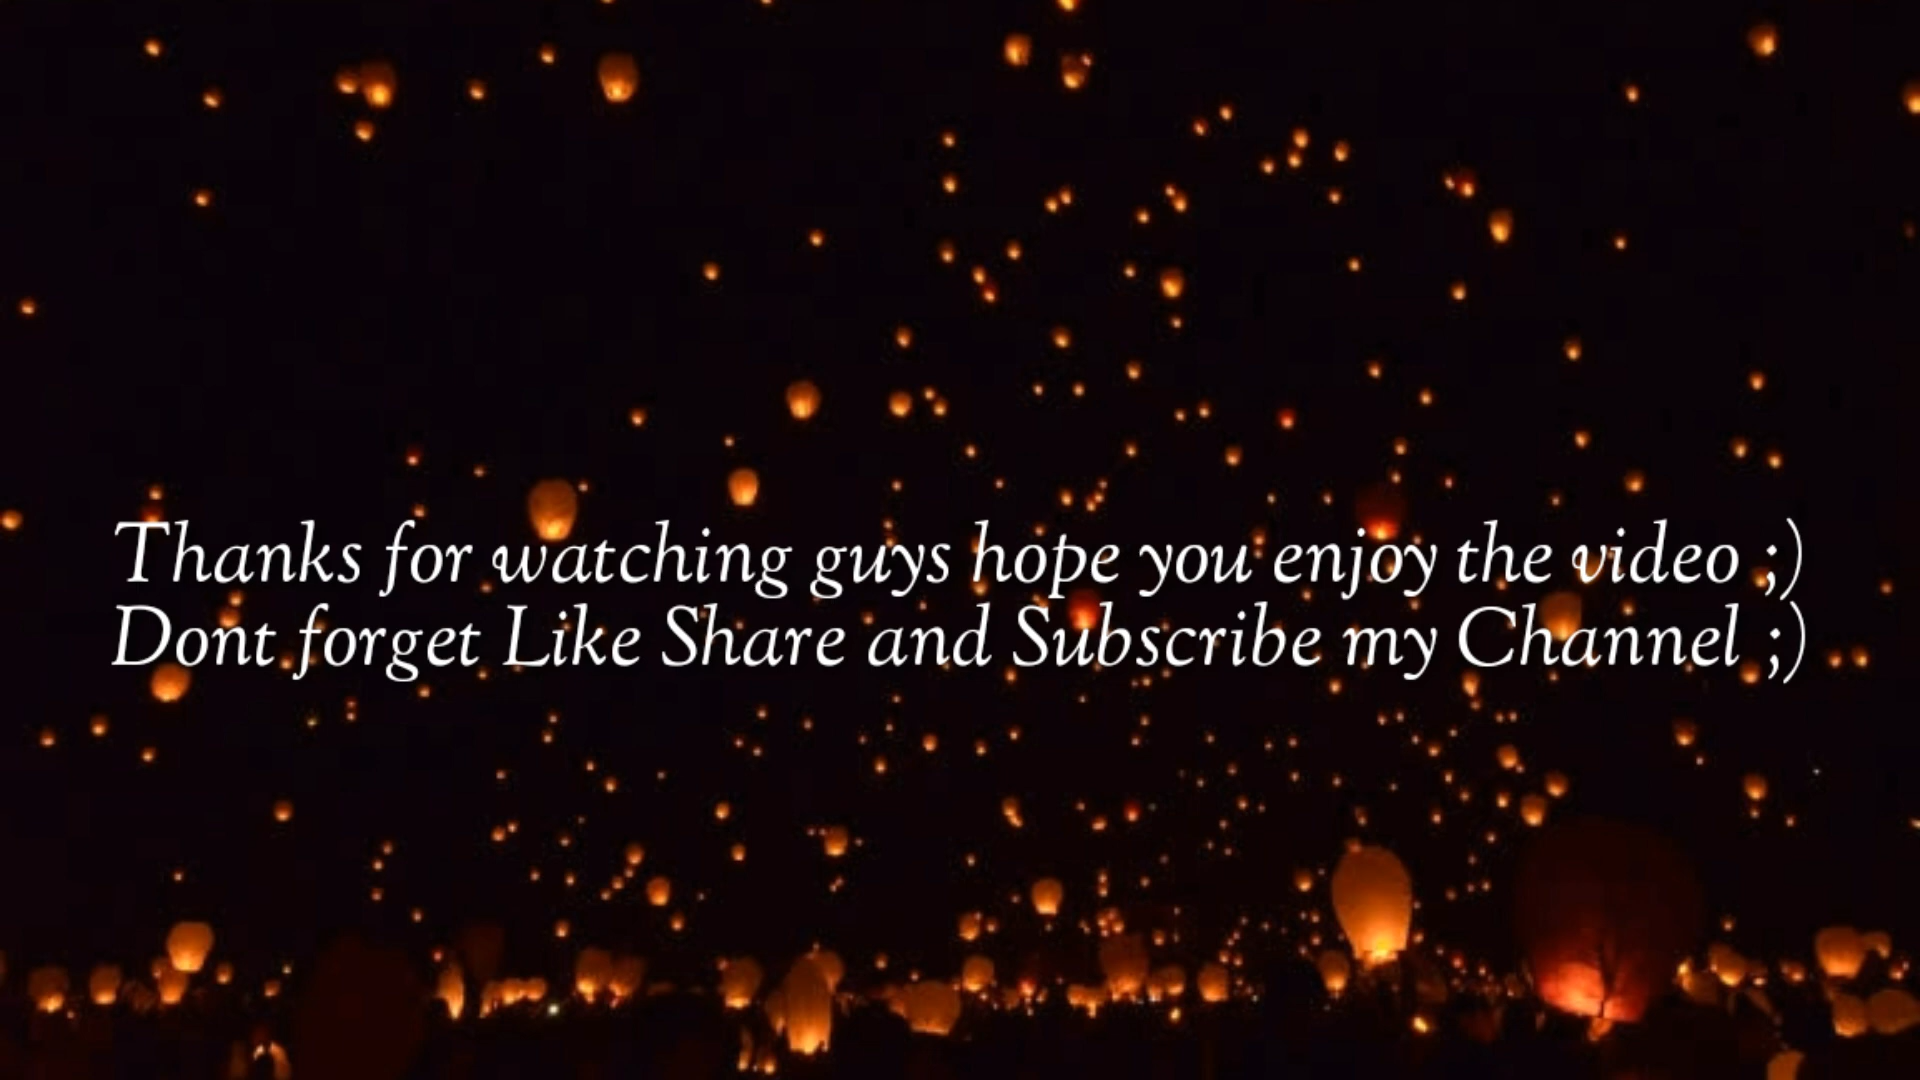 Thanks for watching guys hope you enjoy the video ;)
Dont forget Like Share and Subscribe my Channel ;)